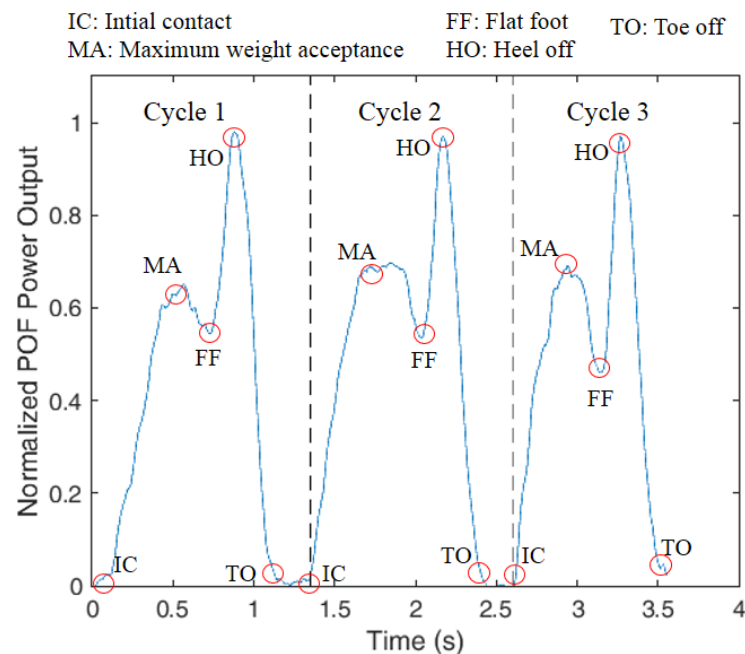 IC: Intial contact
FF: Flat foot
TO: Toe off
MA: Maximum weight acceptance
HO: Heel off
Cycle 1
Cycle 2
Cycle 3
HO
HO
HO
MA
MA
MA
FF
FF
FF
IC
TO
IC
TO
IC
TO
1
0.8
0.6
0.4
0.2
0
0
0.5
1
1.5
2
2.5
3
3.5
4
Normalized POF Power Output
Time (s)